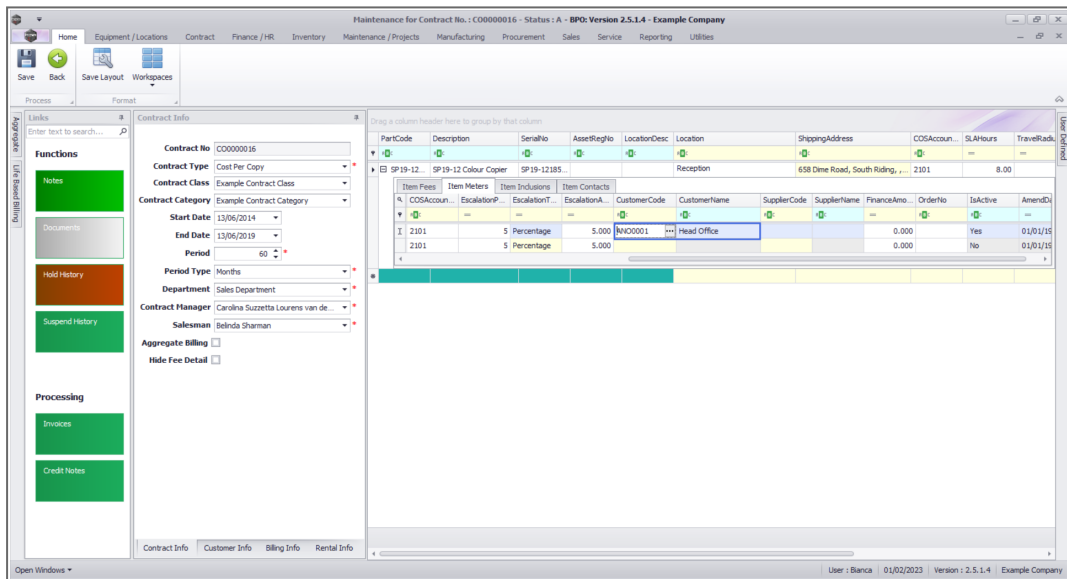 Maintenance for Contract No. : CO0000016 - Status : A - BPO: Version 2.5.1.4 - Example Company
Home Equipment / Locations Contract Finance / HR Inventory Maintenance / Projects Manufacturing Procurement Sales Service Reporting Utilities
Save Back Save Layout Workspaces
Process Format
Aggregate
Life Based Billing
Links
Enter text to search...
Functions
Notes
Documents
Hold History
Suspend History
Processing
Invoices
Credit Notes
Contract Info
Contract No CO0000016
Contract Type Cost Per Copy *
Contract Class Example Contract Class
Contract Category Example Contract Category
Start Date 13/06/2014
End Date 13/06/2019
Period 60 *
Period Type Months *
Department Sales Department *
Contract Manager Carolina Suzzetta Lourens van de... *
Salesman Belinda Sharman *
Aggregate Billing
Hide Fee Detail
Contract Info Customer Info Billing Info Rental Info
Drag a column header here to group by that column
PartCode Description SerialNo AssetRegNo LocationDesc Location ShippingAddress COSAccoun... SLAHours TravelRadiu
SP19-12... SP19-12 Colour Copier SP19-12185... Reception 658 Dime Road, South Riding, ,... 2101 8.00
Item Fees Item Meters Item Inclusions Item Contacts
COSAccoun... EscalationP... EscalationT... EscalationA... CustomerCode CustomerName SupplierCode SupplierName FinanceAmo... OrderNo IsActive AmendDa
2101 5 Percentage 5.000 ANO0001 ... Head Office 0.000 Yes 01/01/19
2101 5 Percentage 5.000 0.000 No 01/01/19
User Defined
Open Windows User : Bianca 01/02/2023 Version : 2.5.1.4 Example Company